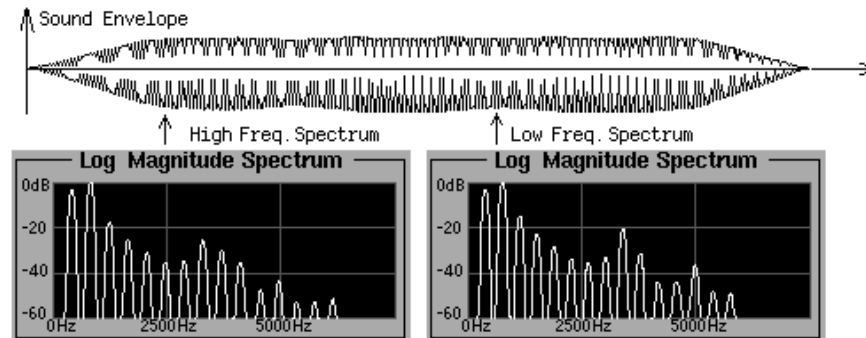 Sound Envelope
High Freq. Spectrum
Low Freq. Spectrum
Log Magnitude Spectrum
0dB
-20
-40
-60
0Hz
2500Hz
5000Hz
Log Magnitude Spectrum
0dB
-20
-40
-60
0Hz
2500Hz
5000Hz